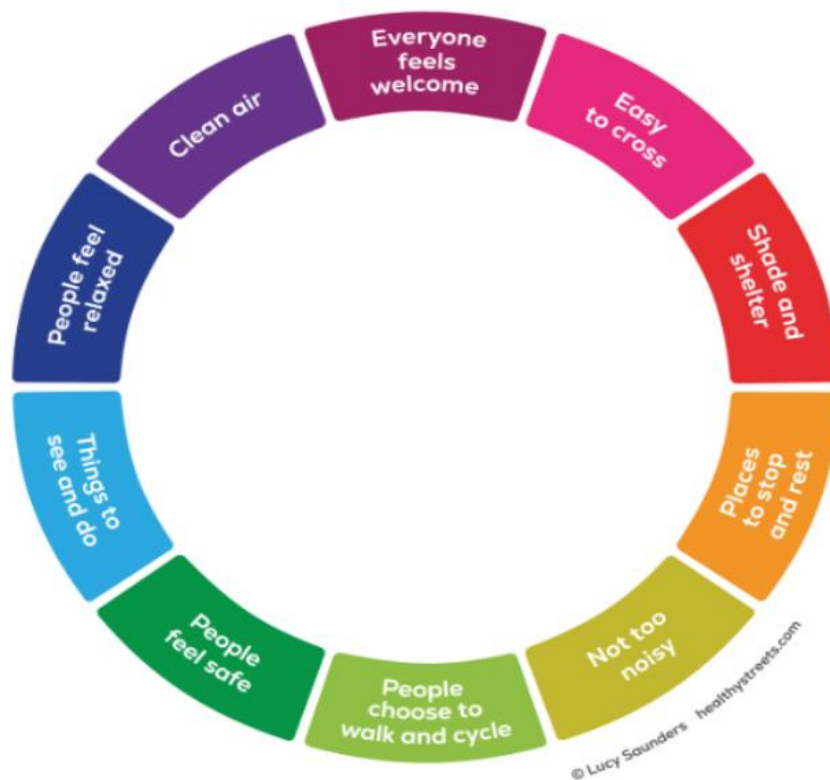 Everyone
feels
welcome
Easy
to cross
Shade and
shelter
Places
to stop
and rest
Not too
noisy
People
choose to
walk and cycle
People
feel safe
Things to
see and do
People feel
relaxed
Clean air
© Lucy Saunders healthystreets.com